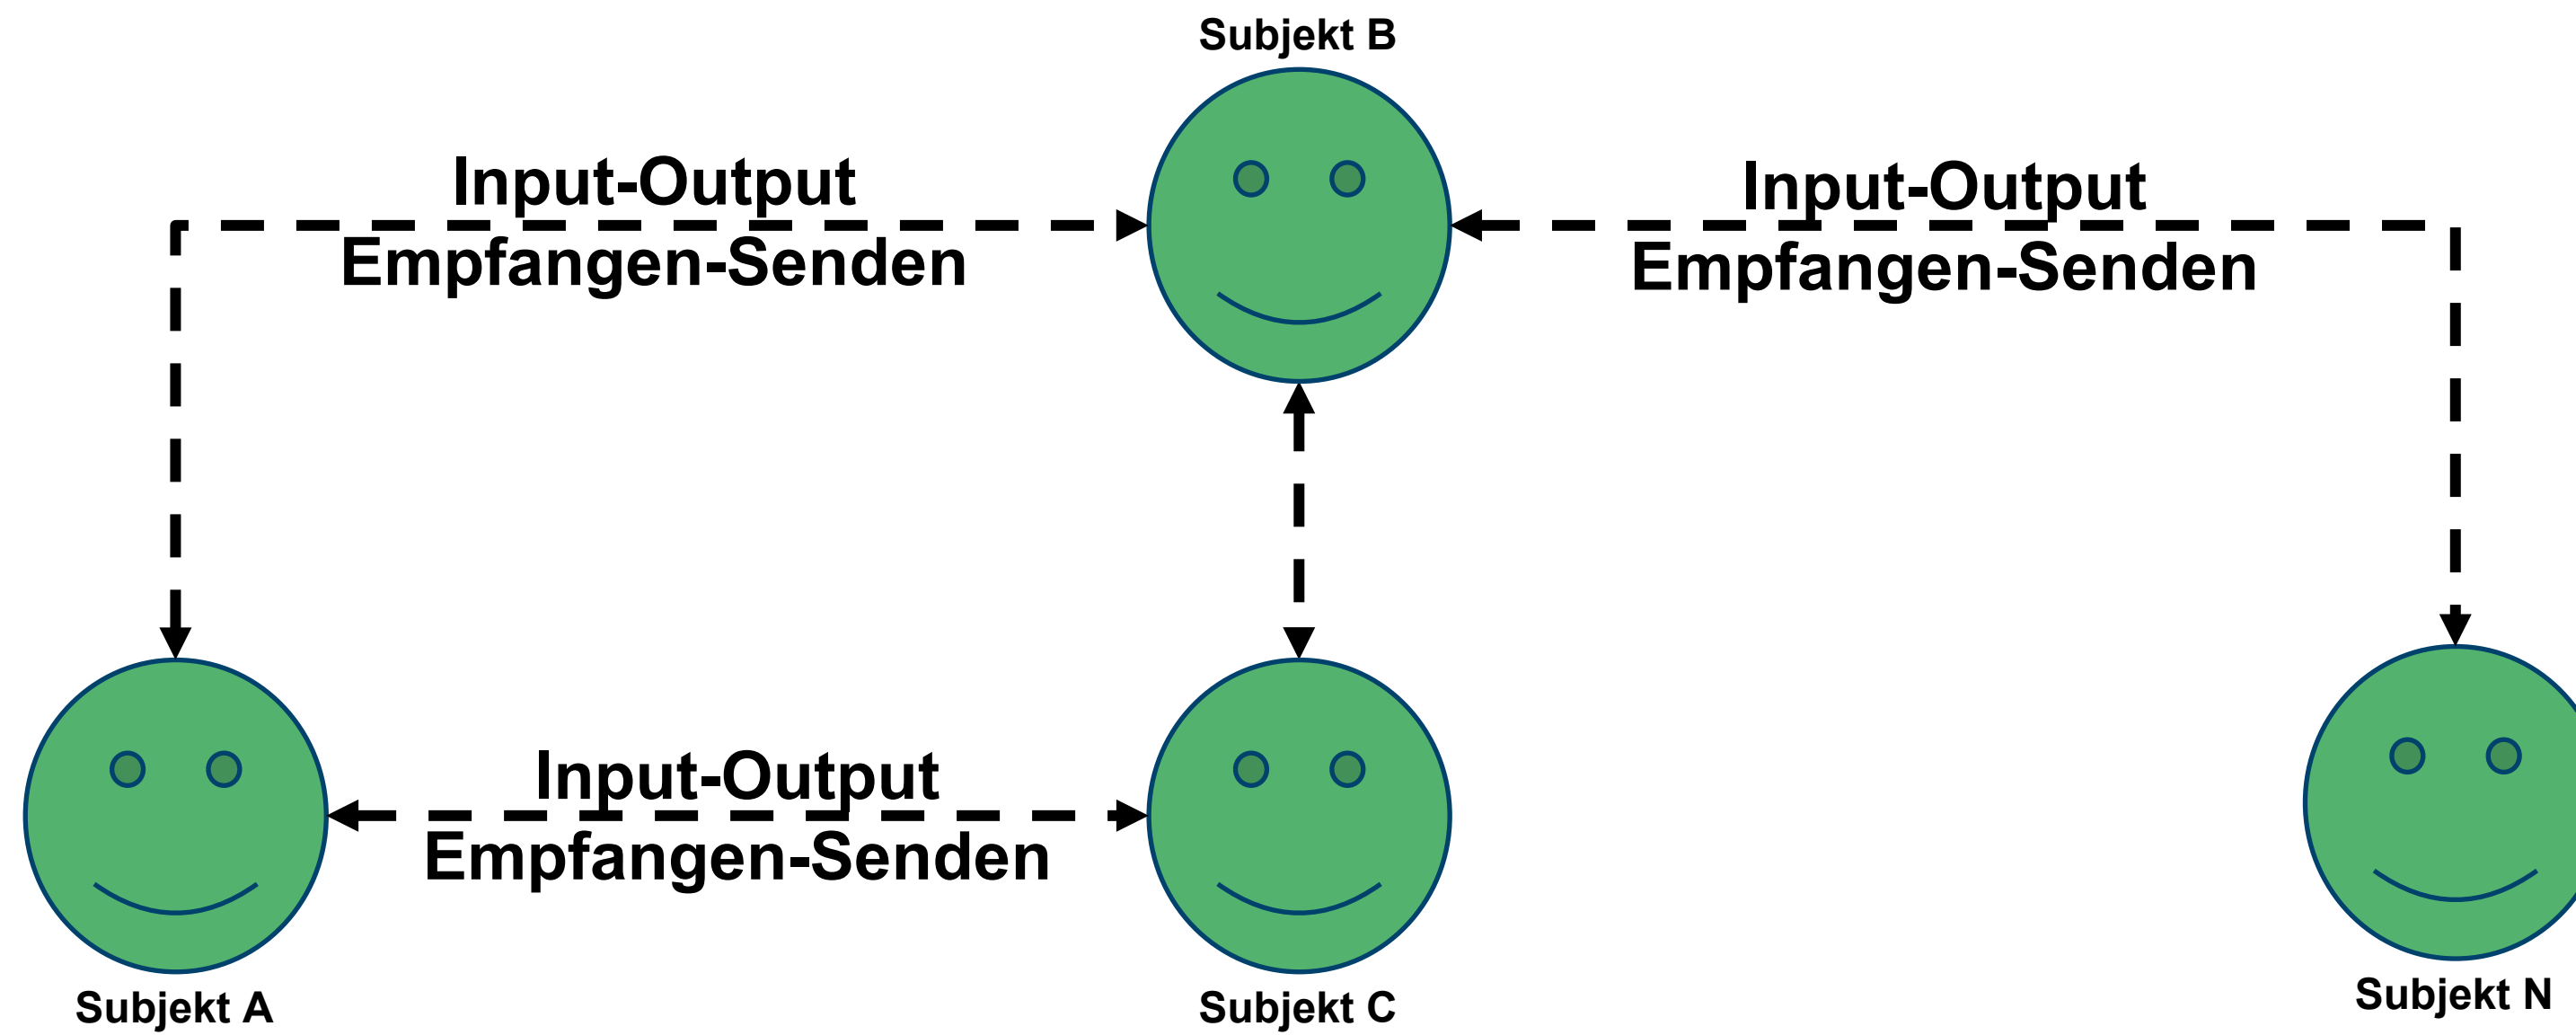 Subjekt B
Input-Output
Empfangen-Senden
Input-Output
Empfangen-Senden
Input-Output
Empfangen-Senden
Subjekt A
Subjekt C
Subjekt N